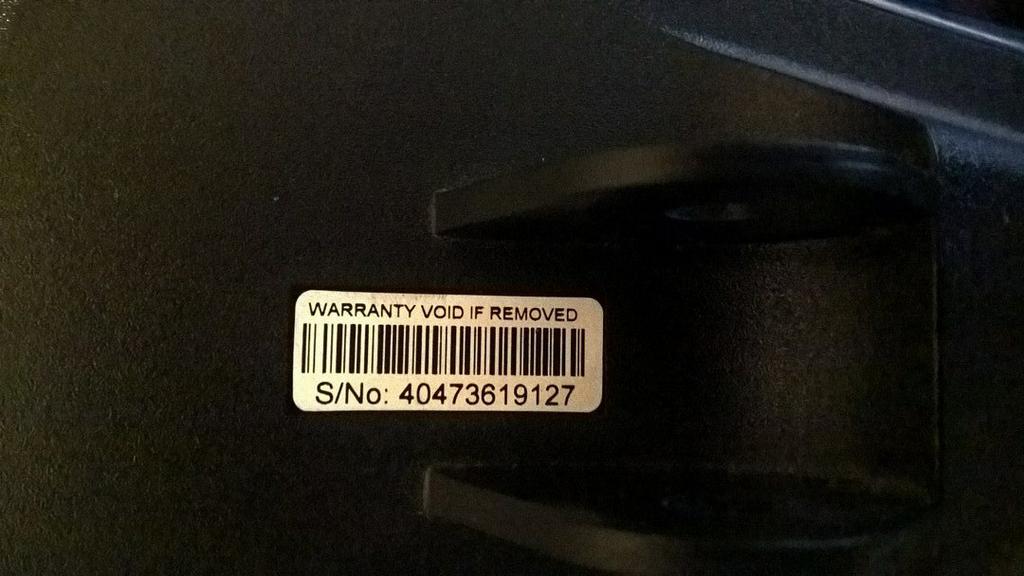 WARRANTY VOID IF REMOVED
S/No: 40473619127